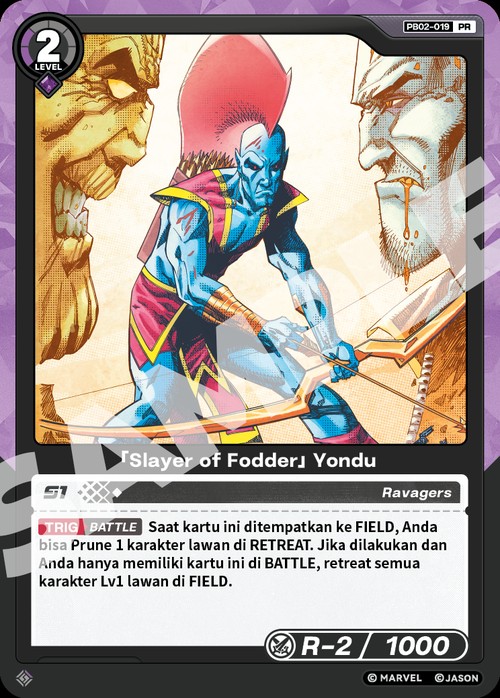 PB02-019 PR
2
LEVEL
「Slayer of Fodder」 Yondu
S1 Ravagers
TRIG BATTLE Saat kartu ini ditempatkan ke FIELD, Anda
bisa Prune 1 karakter lawan di RETREAT. Jika dilakukan dan
Anda hanya memiliki kartu ini di BATTLE, retreat semua
karakter Lv1 lawan di FIELD.
R-2 / 1000
© MARVEL ©JASON
SAMPLE